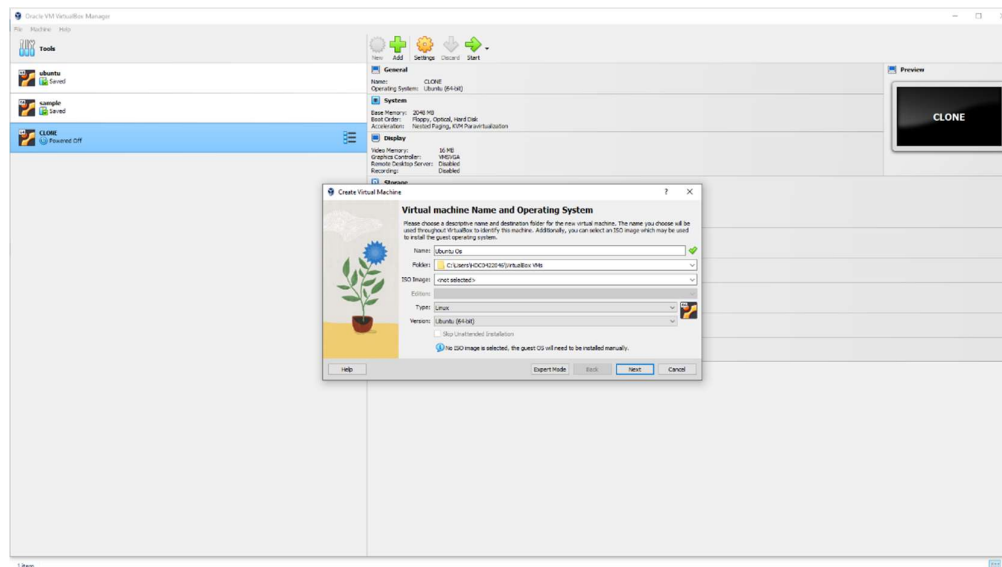 Oracle VM VirtualBox Manager
File Machine Help
Tools
New Add Settings Discard Start
ubuntu
Saved
sample
Saved
CLONE
Powered Off
General
Name: CLONE
Operating System: Ubuntu (64-bit)
System
Base Memory: 2048 MB
Boot Order: Floppy, Optical, Hard Disk
Acceleration: Nested Paging, KVM Paravirtualization
Display
Video Memory: 16 MB
Graphics Controller: VMSVGA
Remote Desktop Server: Disabled
Recording: Disabled
Storage
Preview
CLONE
Create Virtual Machine
Virtual machine Name and Operating System
Please choose a descriptive name and destination folder for the new virtual machine. The name you choose will be
used throughout VirtualBox to identify this machine. Additionally, you can select an ISO image which may be used
to install the guest operating system.
Name: Ubuntu Os
Folder: C:\Users\HDC0422046\VirtualBox VMs
ISO Image: <not selected>
Edition:
Type: Linux
Version: Ubuntu (64-bit)
Skip Unattended Installation
No ISO image is selected, the guest OS will need to be installed manually.
Help Expert Mode Back Next Cancel
1 item